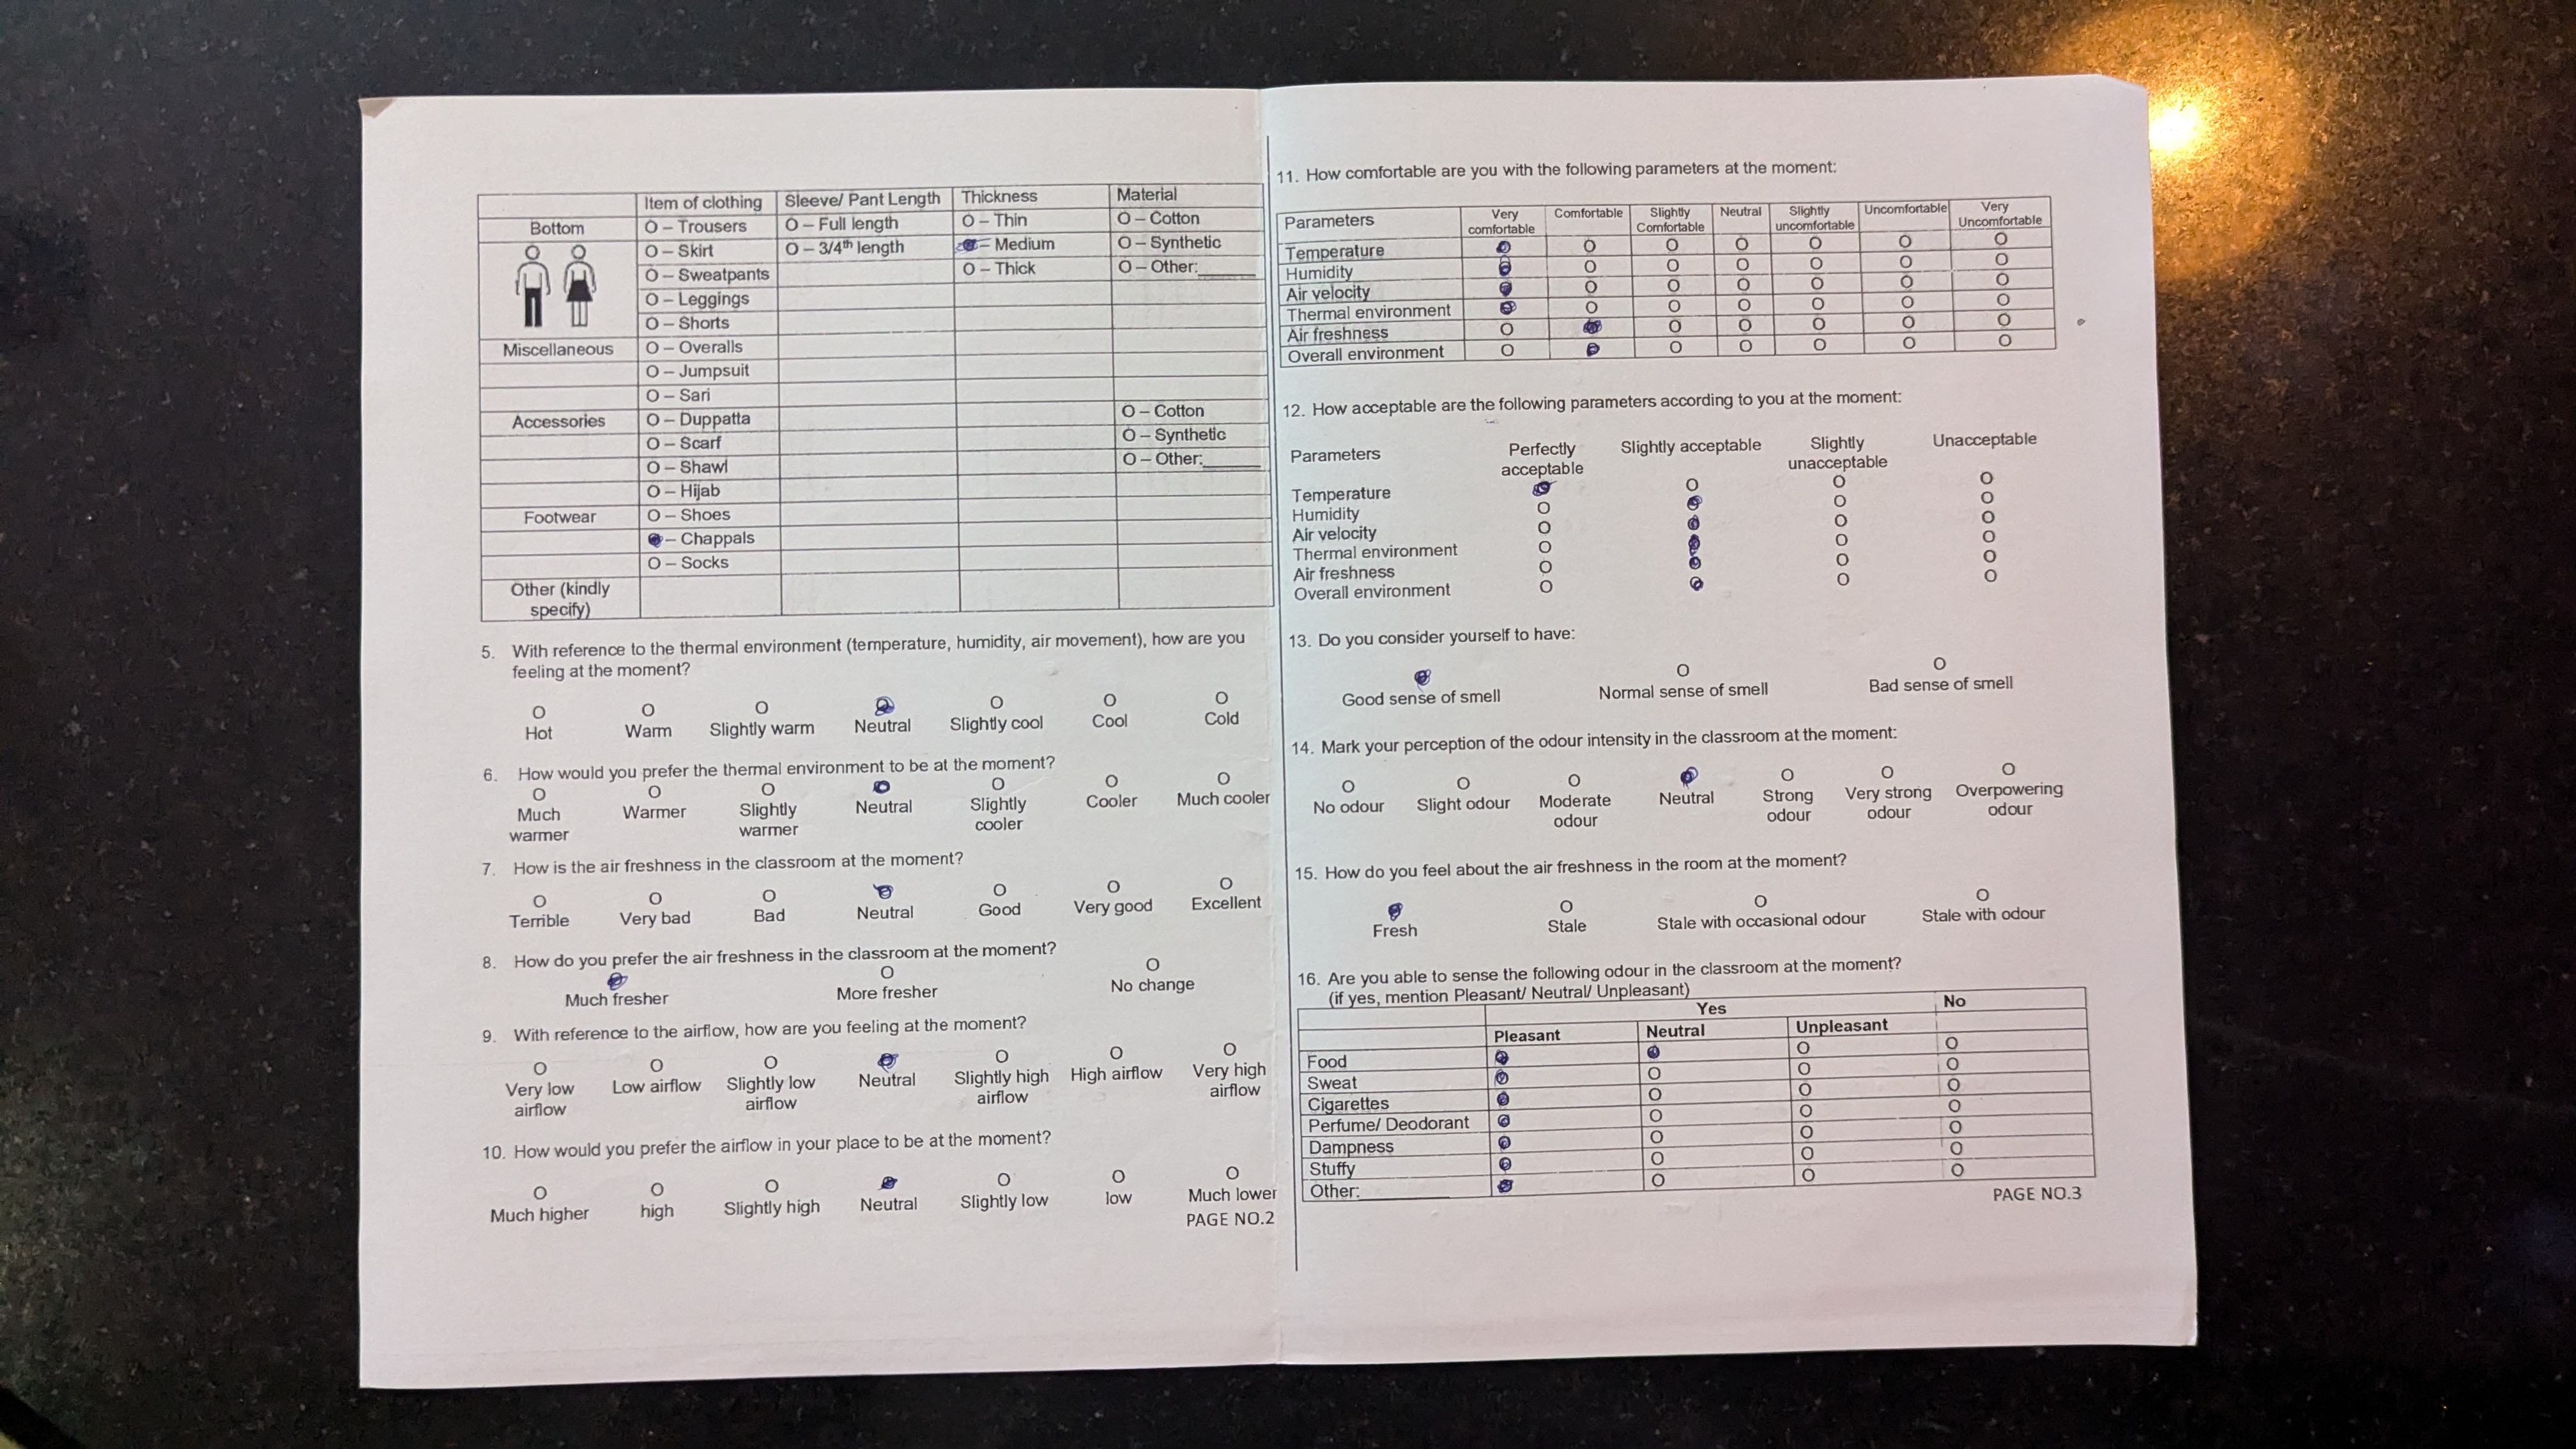 Item of clothing Sleeve/ Pant Length Thickness Material
Bottom O – Trousers O – Full length O – Thin O – Cotton
O – Skirt O – 3/4th length O – Medium O – Synthetic
O – Sweatpants O – Thick O – Other:______
O – Leggings
O – Shorts
Miscellaneous O – Overalls
O – Jumpsuit
O – Sari
Accessories O – Duppatta O – Cotton
O – Scarf O – Synthetic
O – Shawl O – Other:______
O – Hijab
Footwear O – Shoes
O – Chappals
O – Socks
Other (kindly
specify)
5. With reference to the thermal environment (temperature, humidity, air movement), how are you
feeling at the moment?
O O O O O O O
Hot Warm Slightly warm Neutral Slightly cool Cool Cold
6. How would you prefer the thermal environment to be at the moment?
O O O O O O O
Much Warmer Slightly Neutral Slightly Cooler Much cooler
warmer warmer cooler
7. How is the air freshness in the classroom at the moment?
O O O O O O O
Terrible Very bad Bad Neutral Good Very good Excellent
8. How do you prefer the air freshness in the classroom at the moment?
O O O
Much fresher More fresher No change
9. With reference to the airflow, how are you feeling at the moment?
O O O O O O O
Very low Low airflow Slightly low Neutral Slightly high High airflow Very high
airflow airflow airflow airflow
10. How would you prefer the airflow in your place to be at the moment?
O O O O O O O
Much higher high Slightly high Neutral Slightly low low Much lower
PAGE NO.2
11. How comfortable are you with the following parameters at the moment:
Parameters Very Comfortable Slightly Neutral Slightly Uncomfortable Very
comfortable Comfortable uncomfortable Uncomfortable
Temperature O O O O O O O
Humidity O O O O O O O
Air velocity O O O O O O O
Thermal environment O O O O O O O
Air freshness O O O O O O O
Overall environment O O O O O O O
12. How acceptable are the following parameters according to you at the moment:
Parameters Perfectly Slightly acceptable Slightly Unacceptable
acceptable unacceptable
Temperature O O O O
Humidity O O O O
Air velocity O O O O
Thermal environment O O O O
Air freshness O O O O
Overall environment O O O O
13. Do you consider yourself to have:
O O O
Good sense of smell Normal sense of smell Bad sense of smell
14. Mark your perception of the odour intensity in the classroom at the moment:
O O O O O O O
No odour Slight odour Moderate Neutral Strong Very strong Overpowering
odour odour odour odour
15. How do you feel about the air freshness in the room at the moment?
O O O O
Fresh Stale Stale with occasional odour Stale with odour
16. Are you able to sense the following odour in the classroom at the moment?
(if yes, mention Pleasant/ Neutral/ Unpleasant)
Yes No
Pleasant Neutral Unpleasant
Food O O O O
Sweat O O O O
Cigarettes O O O O
Perfume/ Deodorant O O O O
Dampness O O O O
Stuffy O O O O
Other:_________ O O O O
PAGE NO.3